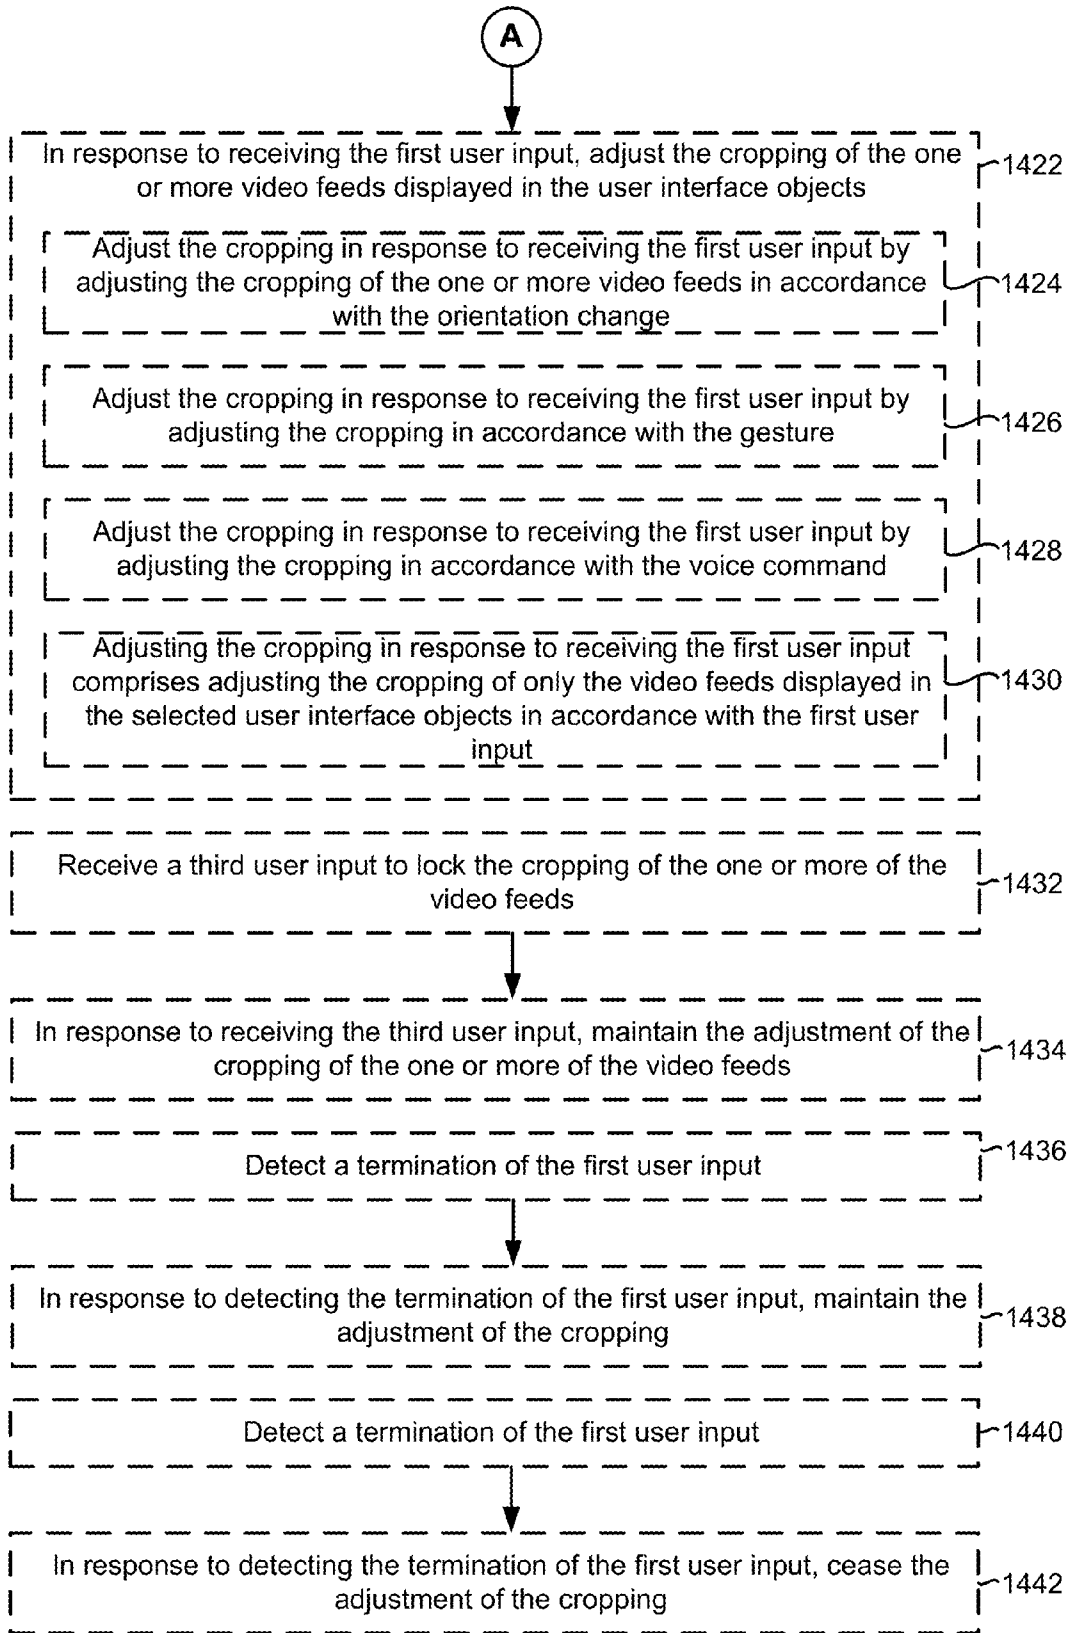 A
In response to receiving the first user input, adjust the cropping of the one
or more video feeds displayed in the user interface objects
1422
Adjust the cropping in response to receiving the first user input by
adjusting the cropping of the one or more video feeds in accordance
with the orientation change
1424
Adjust the cropping in response to receiving the first user input by
adjusting the cropping in accordance with the gesture
1426
Adjust the cropping in response to receiving the first user input by
adjusting the cropping in accordance with the voice command
1428
Adjusting the cropping in response to receiving the first user input
comprises adjusting the cropping of only the video feeds displayed in
the selected user interface objects in accordance with the first user
input
1430
Receive a third user input to lock the cropping of the one or more of the
video feeds
1432
In response to receiving the third user input, maintain the adjustment of the
cropping of the one or more of the video feeds
1434
Detect a termination of the first user input
1436
In response to detecting the termination of the first user input, maintain the
adjustment of the cropping
1438
Detect a termination of the first user input
1440
In response to detecting the termination of the first user input, cease the
adjustment of the cropping
1442